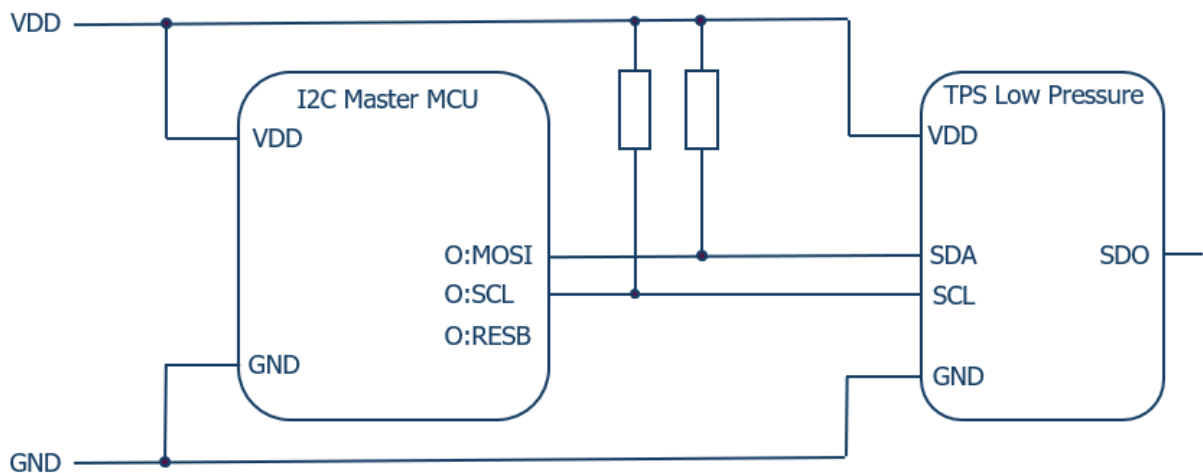 VDD
I2C Master MCU
VDD
O:MOSI
O:SCL
O:RESB
GND
TPS Low Pressure
VDD
SDA
SDO
SCL
GND
GND